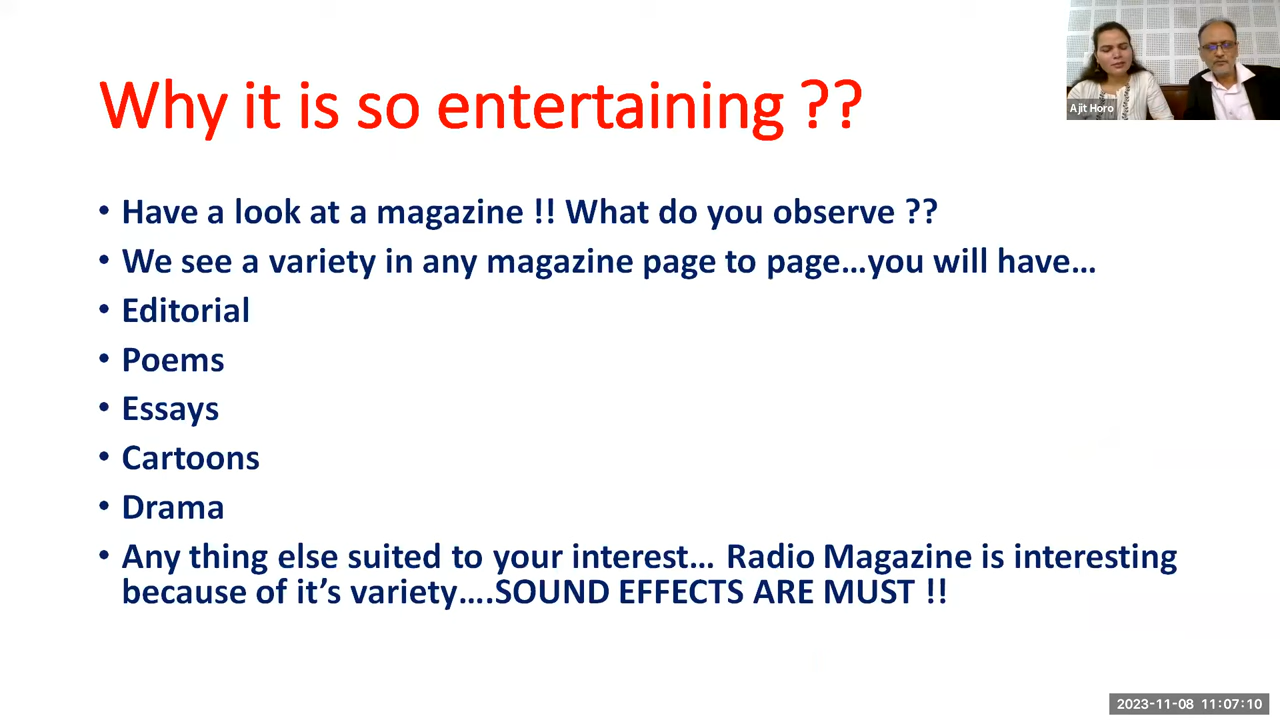 Why it is so entertaining ??
Ajit Horo
• Have a look at a magazine !! What do you observe ??
• We see a variety in any magazine page to page…you will have…
• Editorial
• Poems
• Essays
• Cartoons
• Drama
• Any thing else suited to your interest… Radio Magazine is interesting
because of it’s variety….SOUND EFFECTS ARE MUST !!
2023-11-08 11:07:10